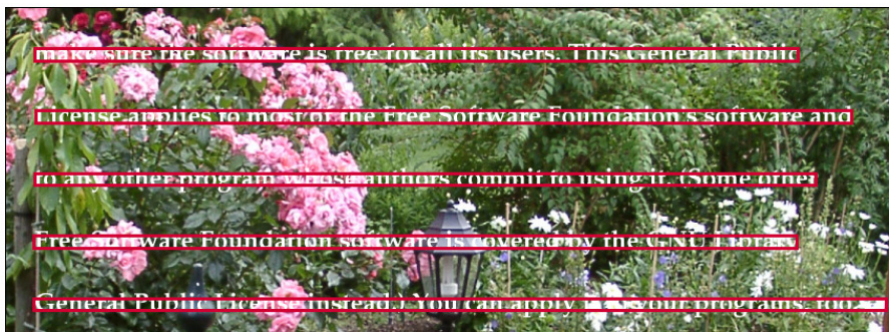 make sure the software is free for all its users. This General Public
License applies to most of the Free Software Foundation's software and
to any other program whose authors commit to using it. (Some other
Free Software Foundation software is covered by the GNU Library
General Public License instead.) You can apply it to your programs, too.